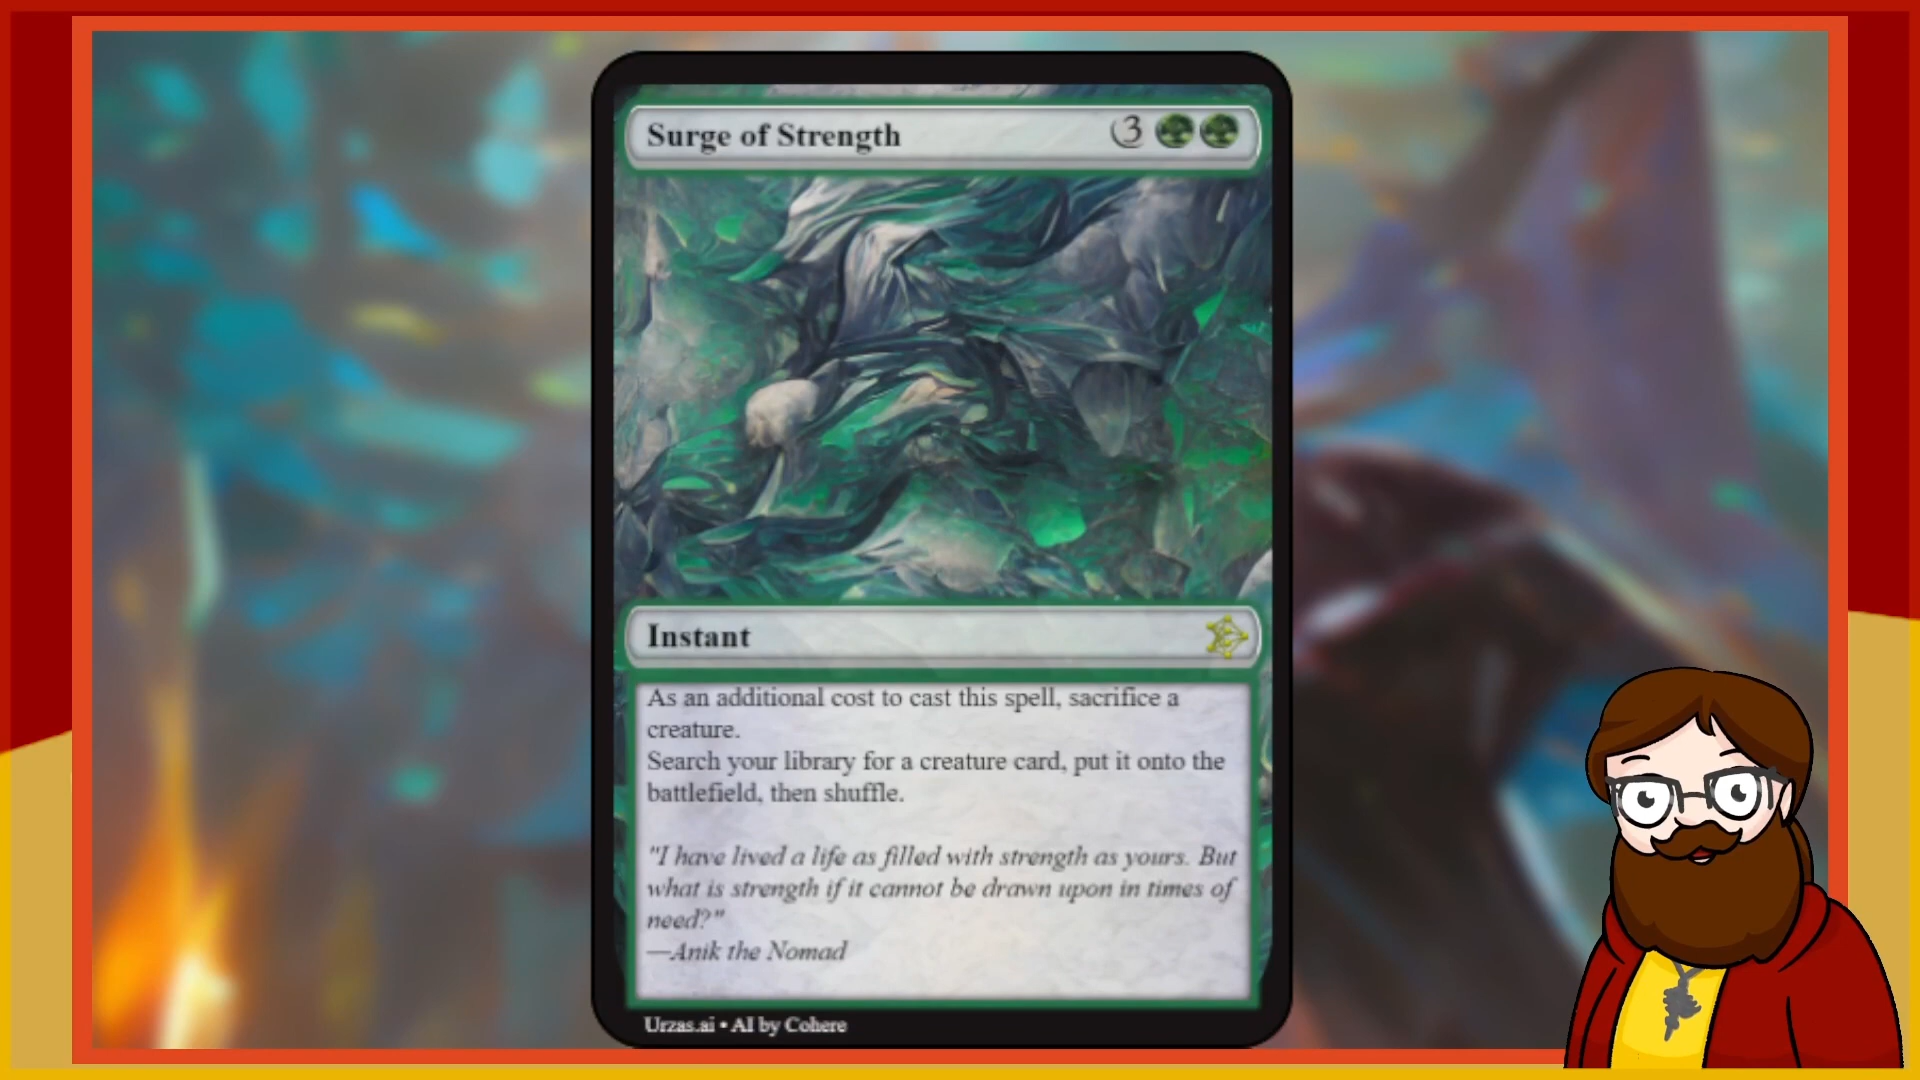 Surge of Strength 3
Instant
As an additional cost to cast this spell, sacrifice a
creature.
Search your library for a creature card, put it onto the
battlefield, then shuffle.
"I have lived a life as filled with strength as yours. But
what is strength if it cannot be drawn upon in times of
need?"
—Anik the Nomad
Urzas.ai • AI by Cohere